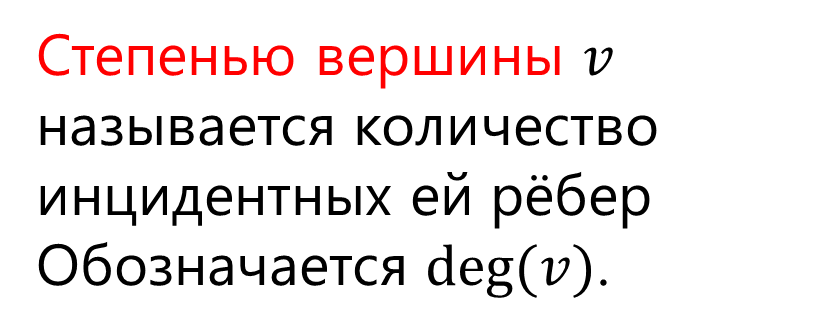 Степенью вершины 𝑣
называется количество
инцидентных ей рёбер
Обозначается deg(𝑣).